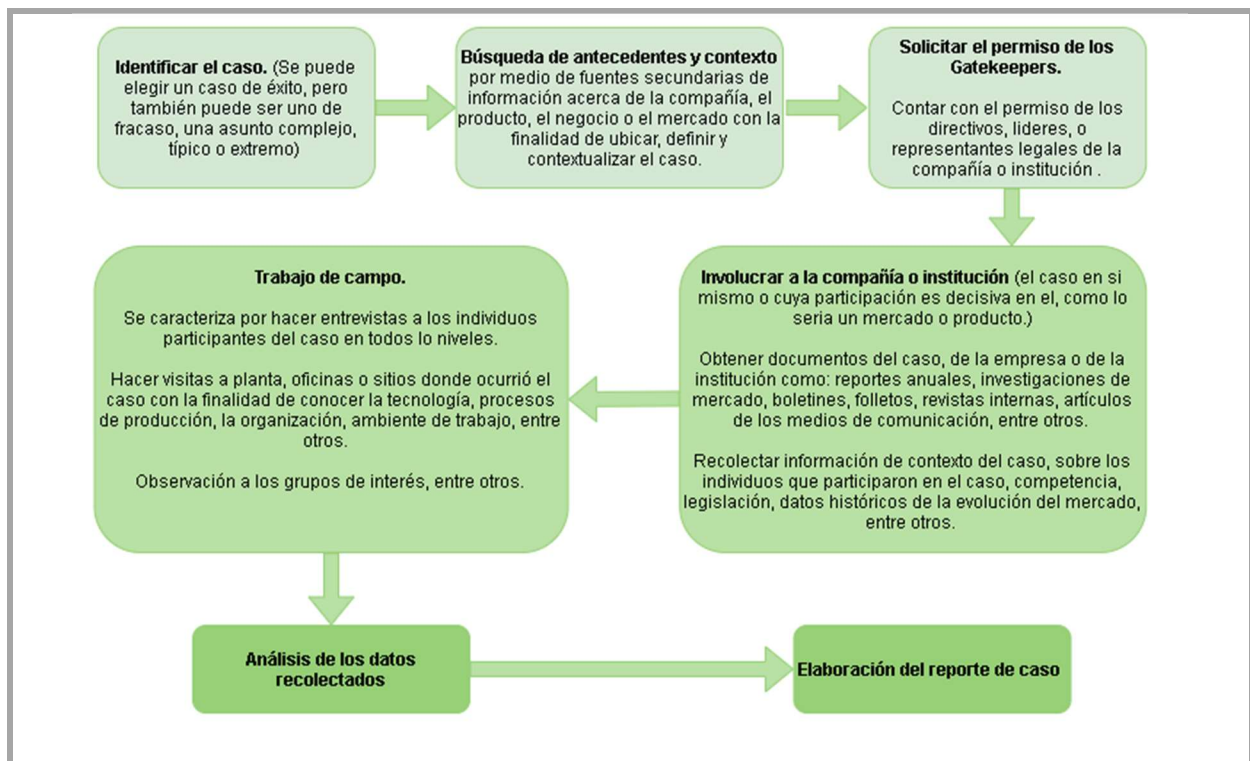 Identificar el caso. (Se puede
elegir un caso de éxito, pero
también puede ser uno de
fracaso, una asunto complejo,
típico o extremo)
Búsqueda de antecedentes y contexto
por medio de fuentes secundarias de
información acerca de la compañía, el
producto, el negocio o el mercado con la
finalidad de ubicar, definir y
contextualizar el caso.
Solicitar el permiso de los
Gatekeepers.
Contar con el permiso de los
directivos, lideres, o
representantes legales de la
compañía o institución .
Involucrar a la compañía o institución (el caso en si
mismo o cuya participación es decisiva en el, como lo
seria un mercado o producto.)
Obtener documentos del caso, de la empresa o de la
institución como: reportes anuales, investigaciones de
mercado, boletines, folletos, revistas internas, artículos
de los medios de comunicación, entre otros.
Recolectar información de contexto del caso, sobre los
individuos que participaron en el caso, competencia,
legislación, datos históricos de la evolución del mercado,
entre otros.
Trabajo de campo.
Se caracteriza por hacer entrevistas a los individuos
participantes del caso en todos lo niveles.
Hacer visitas a planta, oficinas o sitios donde ocurrió el
caso con la finalidad de conocer la tecnología, procesos
de producción, la organización, ambiente de trabajo, entre
otros.
Observación a los grupos de interés, entre otros.
Análisis de los datos
recolectados
Elaboración del reporte de caso